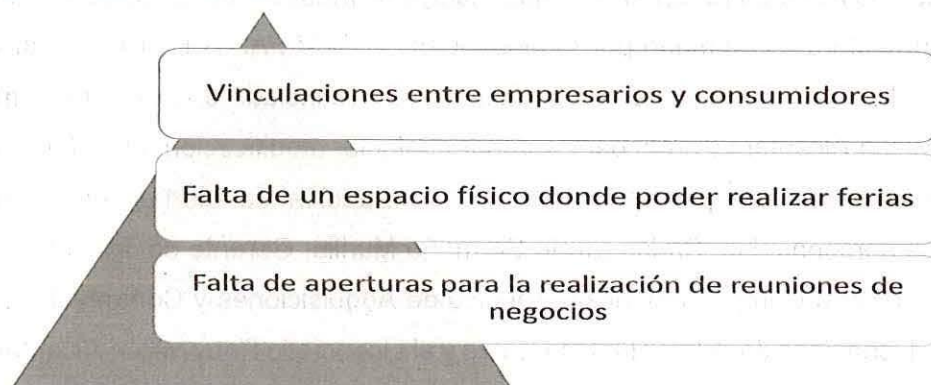 Vinculaciones entre empresarios y consumidores
Falta de un espacio físico donde poder realizar ferias
Falta de aperturas para la realización de reuniones de
negocios